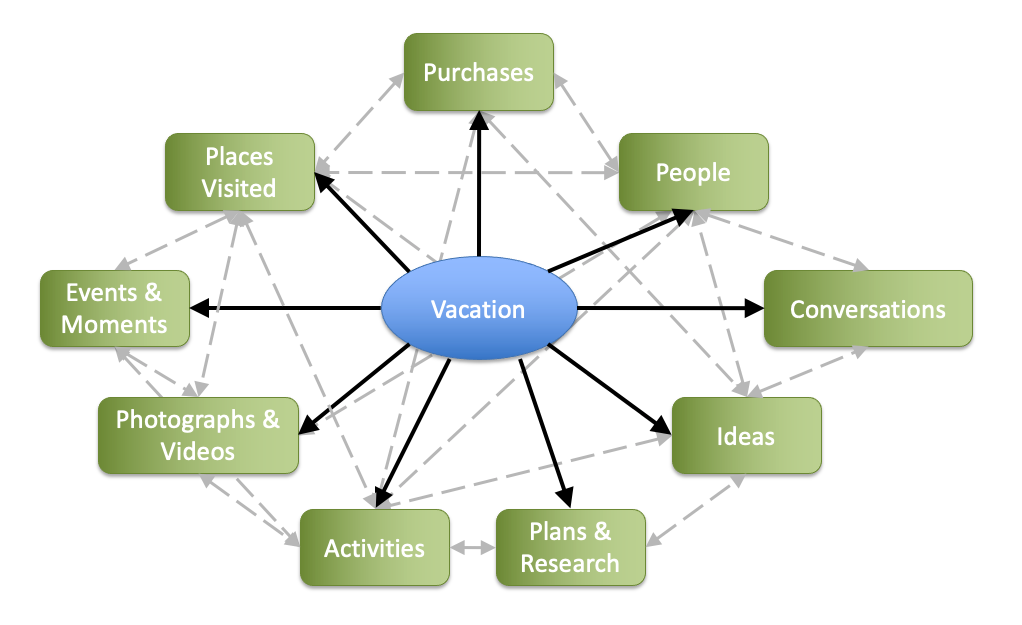 Purchases
Places
Visited
People
Events &
Moments
Vacation
Conversations
Photographs &
Videos
Ideas
Activities
Plans &
Research